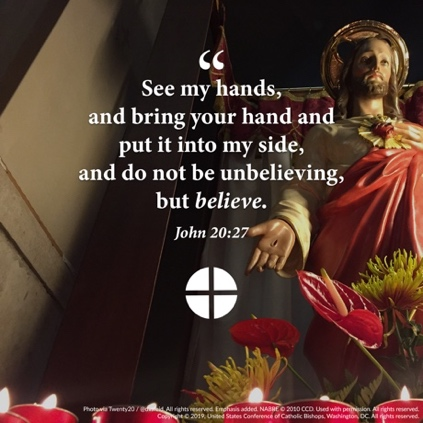 “
See my hands,
and bring your hand and
put it into my side,
and do not be unbelieving,
but believe.
John 20:27
Photo via Twenty20 / @ All rights reserved. Emphasis added. NABRE © 2010 CCD. Used with permission. All rights reserved.
Copyright © 2019, United States Conference of Catholic Bishops, Washington, DC. All rights reserved.